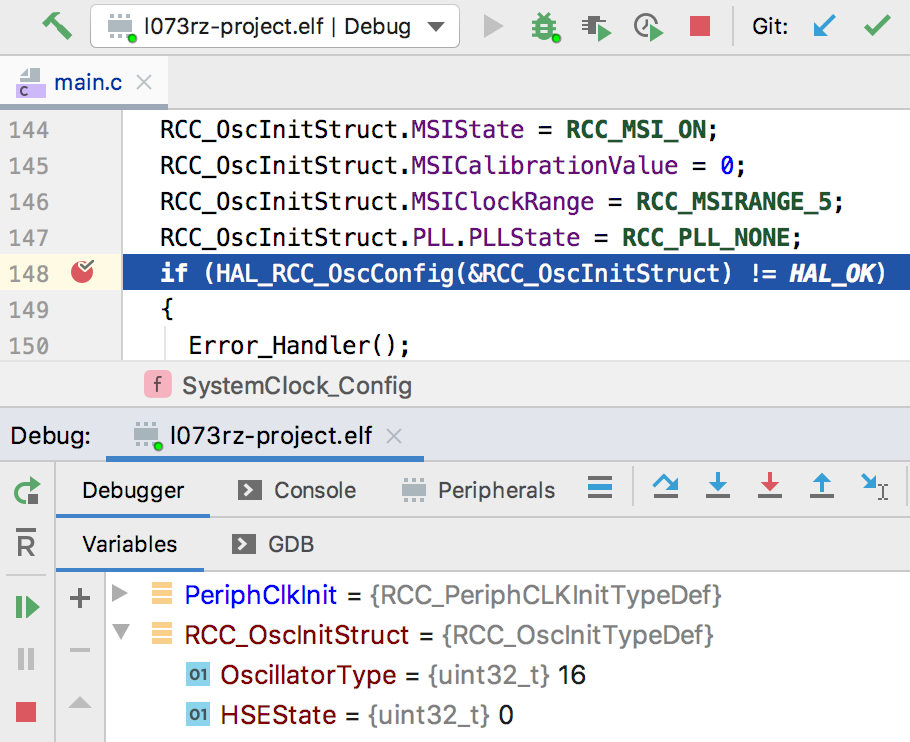 l073rz-project.elf | Debug Git:
C main.c
144 RCC_OscInitStruct.MSIState = RCC_MSI_ON;
145 RCC_OscInitStruct.MSICalibrationValue = 0;
146 RCC_OscInitStruct.MSIClockRange = RCC_MSIRANGE_5;
147 RCC_OscInitStruct.PLL.PLLState = RCC_PLL_NONE;
148 if (HAL_RCC_OscConfig(&RCC_OscInitStruct) != HAL_OK)
149 {
150 Error_Handler();
f SystemClock_Config
Debug: l073rz-project.elf
Debugger Console Peripherals
R Variables GDB
PeriphClkInit = {RCC_PeriphCLKInitTypeDef}
RCC_OscInitStruct = {RCC_OscInitTypeDef}
01 OscillatorType = {uint32_t} 16
01 HSEState = {uint32_t} 0